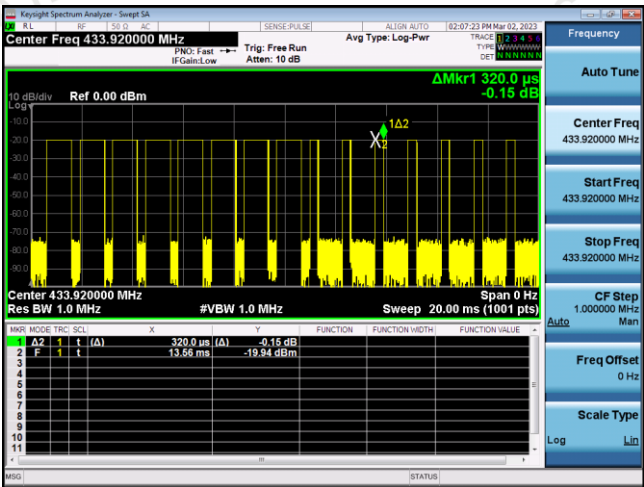 Keysight Spectrum Analyzer - Swept SA
RL RF 50 Ω AC SENSE:PULSE ALIGN AUTO 02:07:23 PM Mar 02, 2023
Center Freq 433.920000 MHz
PNO: Fast
IFGain:Low
Trig: Free Run
Atten: 10 dB
Avg Type: Log-Pwr
TRACE 1 2 3 4 5 6
TYPE WWWWWW
DET N N N N N N
ΔMkr1 320.0 µs
-0.15 dB
10 dB/div Ref 0.00 dBm
Log
-10.0
-20.0
-30.0
-40.0
-50.0
-60.0
-70.0
-80.0
-90.0
1Δ2
X2
Center 433.920000 MHz Span 0 Hz
Res BW 1.0 MHz #VBW 1.0 MHz Sweep 20.00 ms (1001 pts)
MKR MODE TRC SCL X Y FUNCTION FUNCTION WIDTH FUNCTION VALUE
1 Δ2 1 t (Δ) 320.0 µs (Δ) -0.15 dB
2 F 1 t 13.56 ms -19.94 dBm
3
4
5
6
7
8
9
10
11
MSG STATUS
Frequency
Auto Tune
Center Freq
433.920000 MHz
Start Freq
433.920000 MHz
Stop Freq
433.920000 MHz
CF Step
1.000000 MHz
Auto Man
Freq Offset
0 Hz
Scale Type
Log Lin